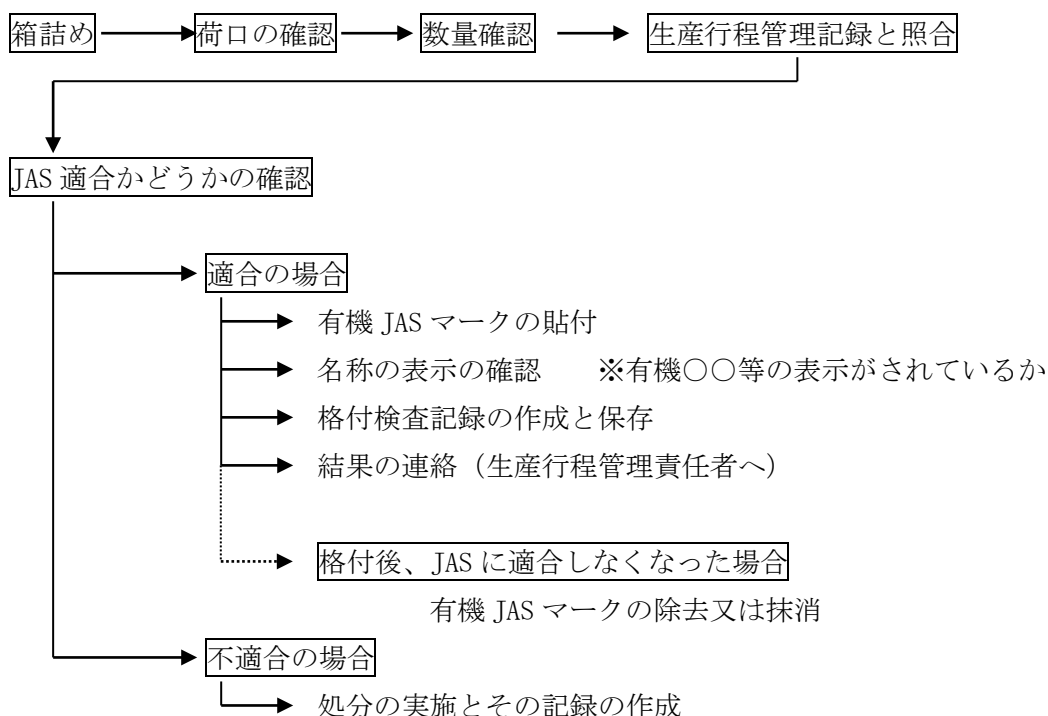 箱詰め 荷口の確認 数量確認 生産行程管理記録と照合
JAS適合かどうかの確認
適合の場合
有機JASマークの貼付
名称の表示の確認 ※有機○○等の表示がされているか
格付検査記録の作成と保存
結果の連絡（生産行程管理責任者へ）
格付後、JASに適合しなくなった場合
有機JASマークの除去又は抹消
不適合の場合
処分の実施とその記録の作成